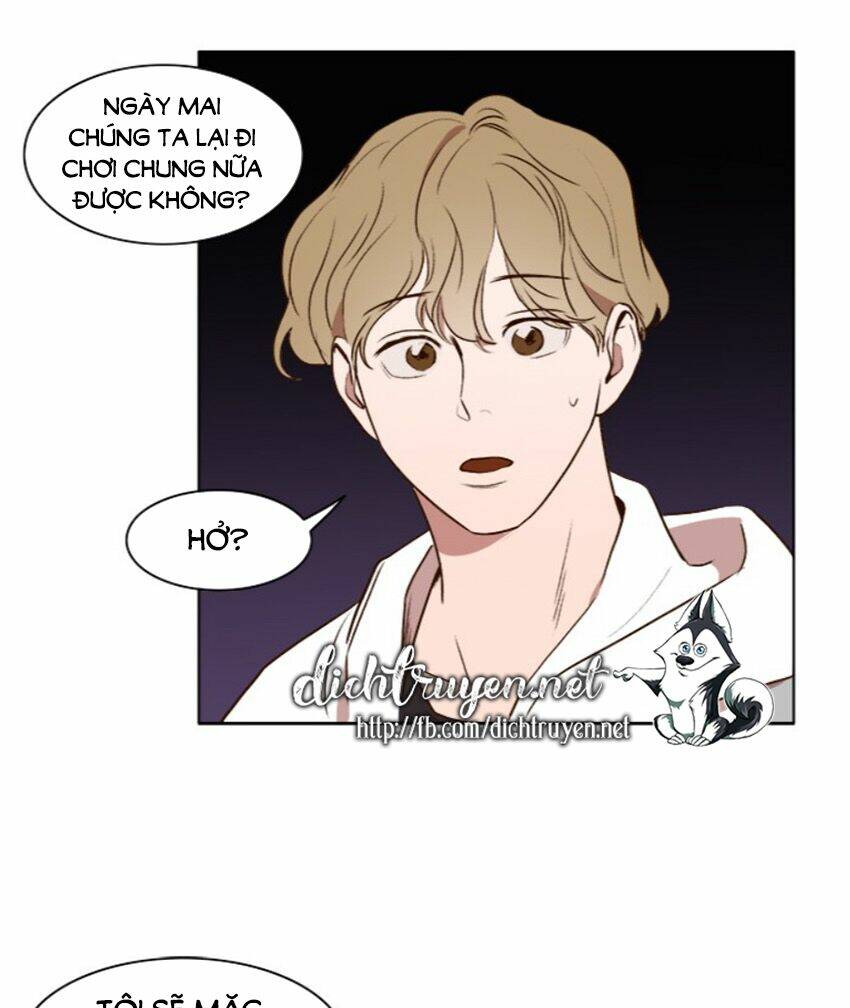 NGÀY MAI
CHÚNG TA LẠI ĐI
CHƠI CHUNG NỮA
ĐƯỢC KHÔNG?
HỞ?
dichtruyen.net
http://fb.com/dichtruyen.net
TÔI SẼ MẶC